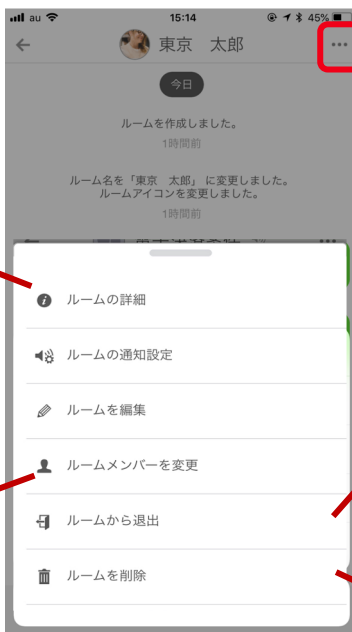 au 15:14 45%
東京　太郎
今日
ルームを作成しました。
1時間前
ルーム名を「東京　太郎」 に変更しました。
ルームアイコンを変更しました。
1時間前
ルームの詳細
ルームの通知設定
ルームを編集
ルームメンバーを変更
ルームから退出
ルームを削除